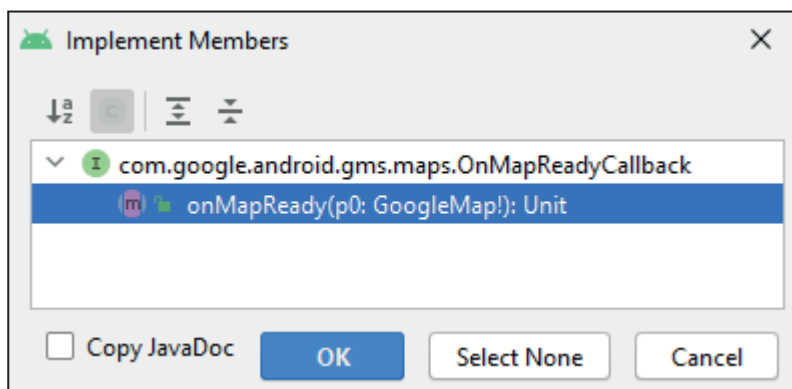 Implement Members
com.google.android.gms.maps.OnMapReadyCallback
onMapReady(p0: GoogleMap!): Unit
Copy JavaDoc
OK
Select None
Cancel